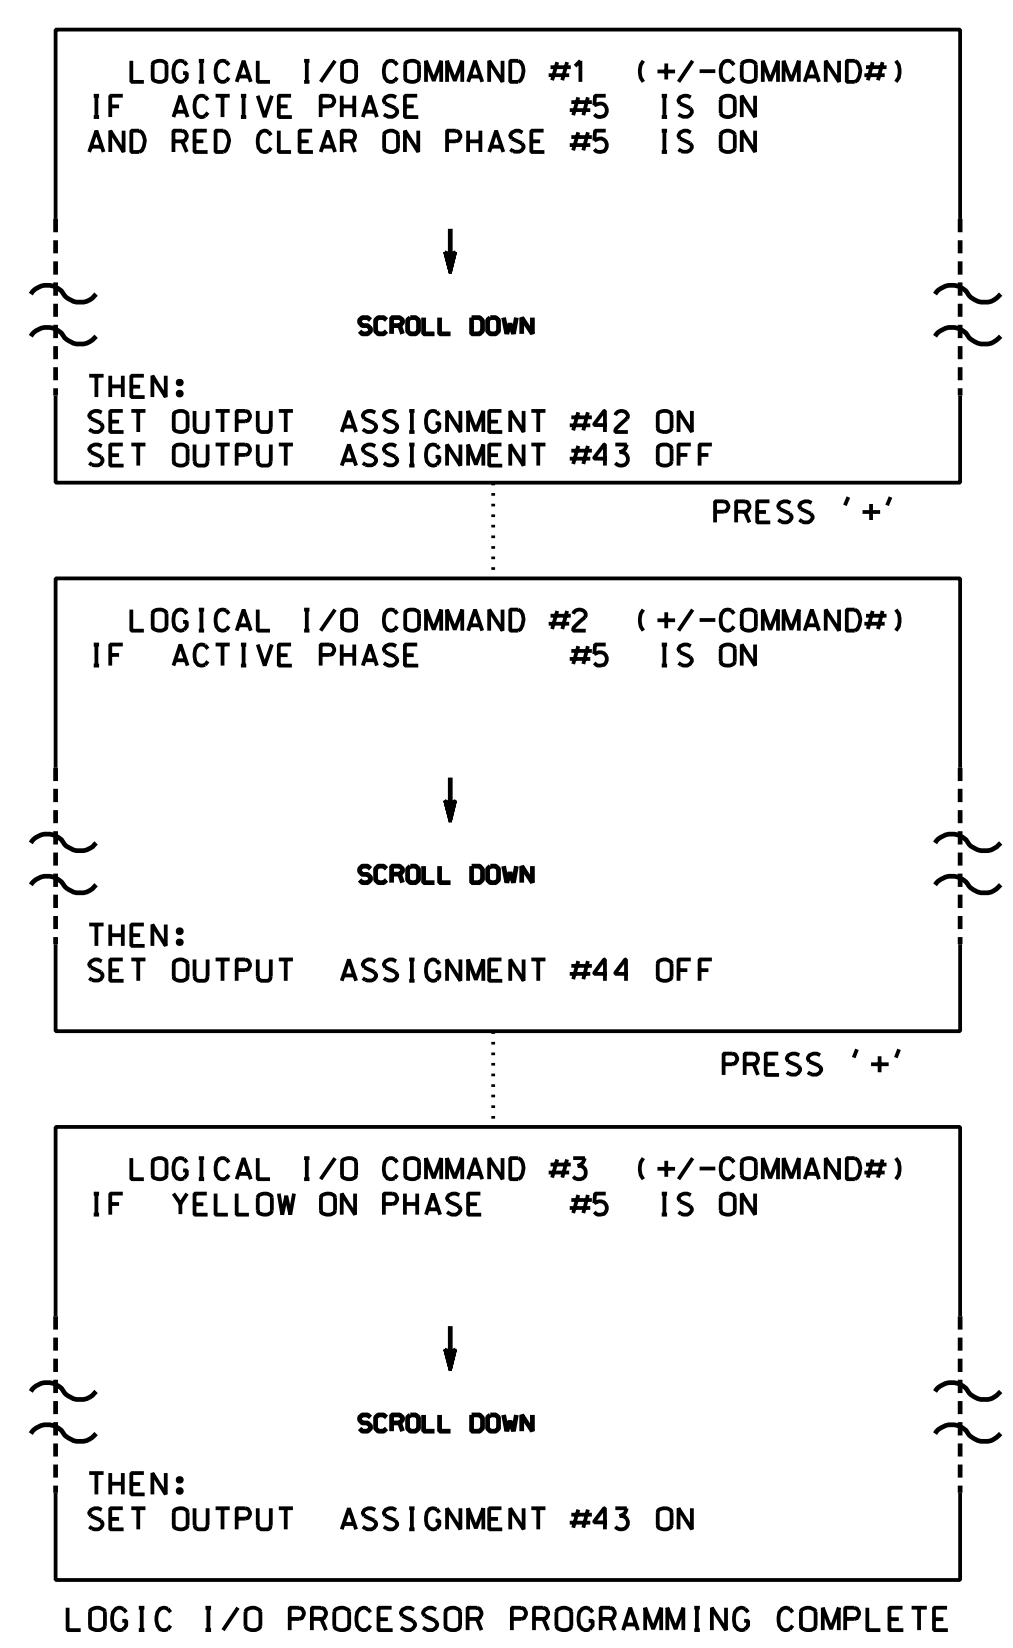 LOGICAL I/O COMMAND #1 (+/-COMMAND#)
IF ACTIVE PHASE #5 IS ON
AND RED CLEAR ON PHASE #5 IS ON
SCROLL DOWN
THEN:
SET OUTPUT ASSIGNMENT #42 ON
SET OUTPUT ASSIGNMENT #43 OFF
PRESS '+'
LOGICAL I/O COMMAND #2 (+/-COMMAND#)
IF ACTIVE PHASE #5 IS ON
SCROLL DOWN
THEN:
SET OUTPUT ASSIGNMENT #44 OFF
PRESS '+'
LOGICAL I/O COMMAND #3 (+/-COMMAND#)
IF YELLOW ON PHASE #5 IS ON
SCROLL DOWN
THEN:
SET OUTPUT ASSIGNMENT #43 ON
LOGIC I/O PROCESSOR PROGRAMMING COMPLETE